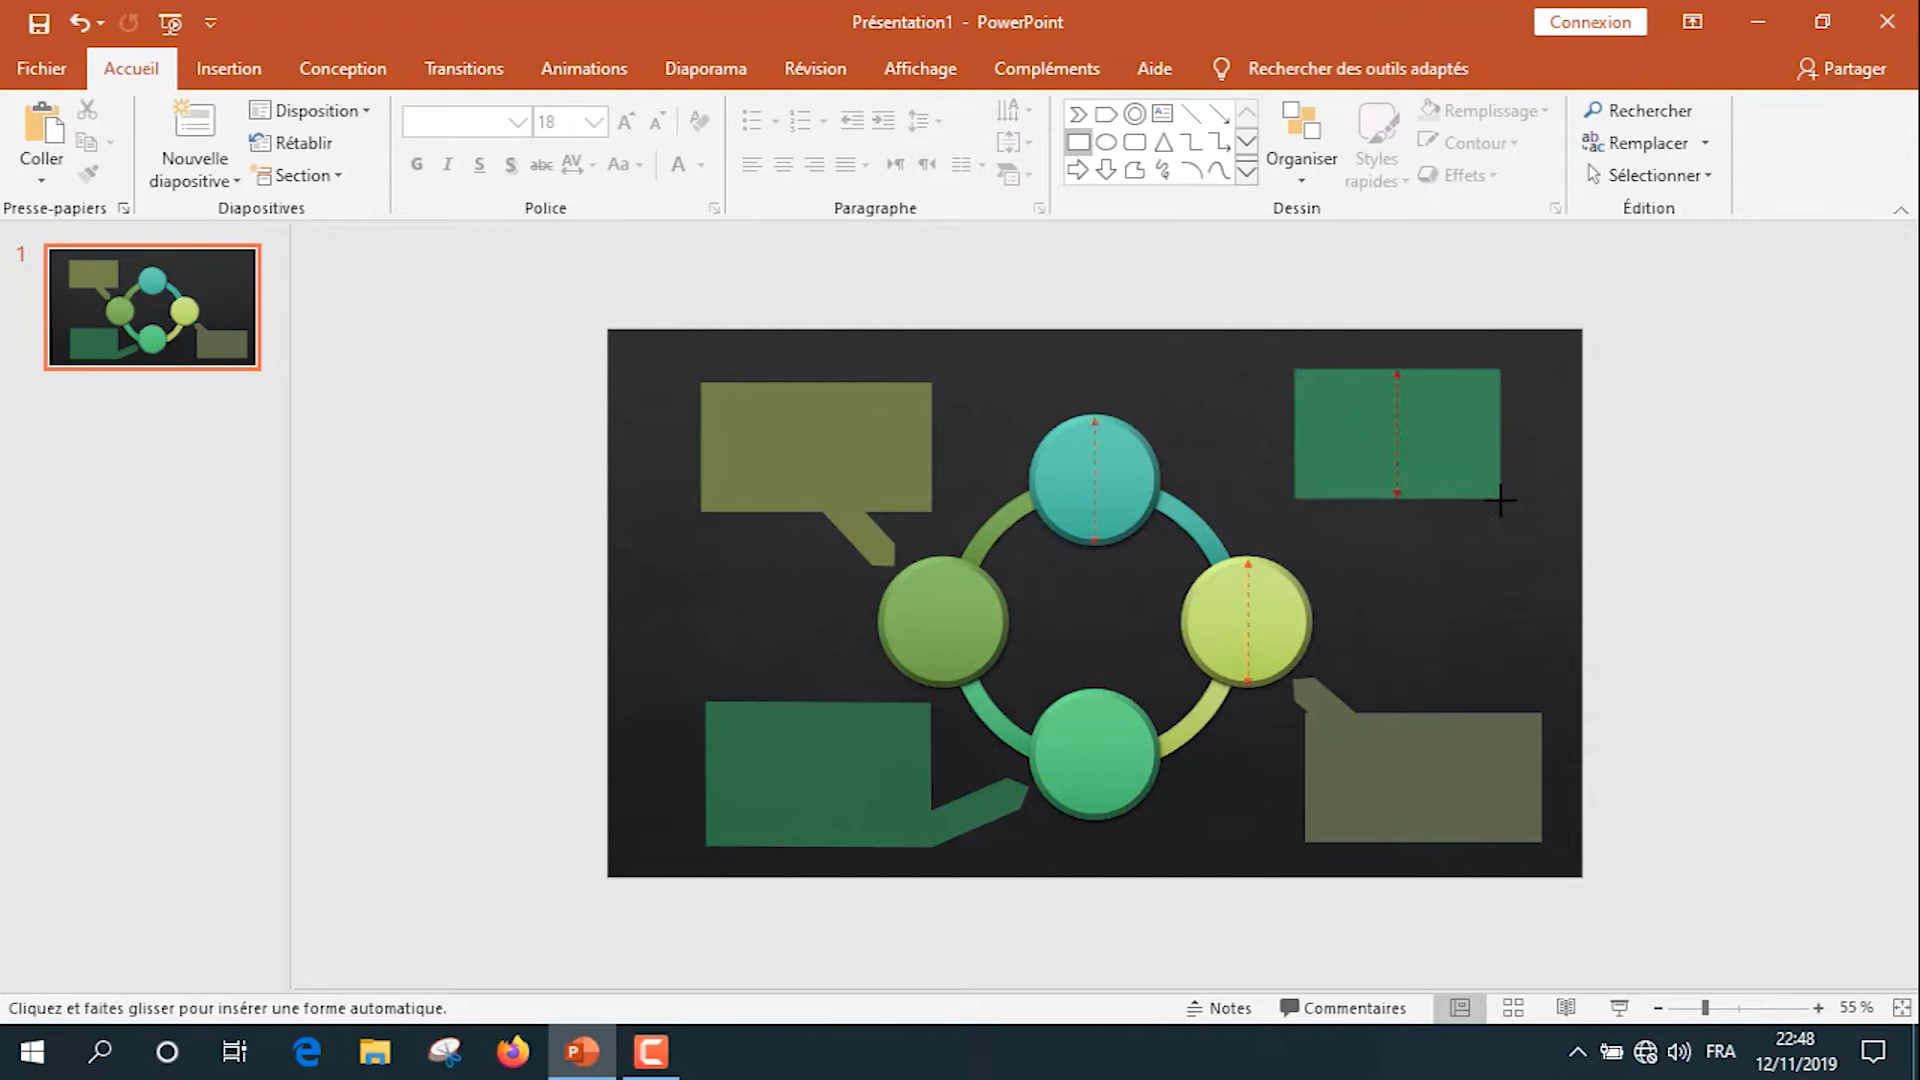 Présentation1 - PowerPoint
Connexion
Fichier Accueil Insertion Conception Transitions Animations Diaporama Révision Affichage Compléments Aide Rechercher des outils adaptés Partager
Coller
Nouvelle diapositive
Disposition
Rétablir
Section
18
G I S S abc AV Aa A
Organiser
Styles rapides
Remplissage
Contour
Effets
Rechercher
Remplacer
Sélectionner
Presse-papiers Diapositives Police Paragraphe Dessin Édition
1
Cliquez et faites glisser pour insérer une forme automatique.
Notes Commentaires 55 %
FRA
22:48
12/11/2019